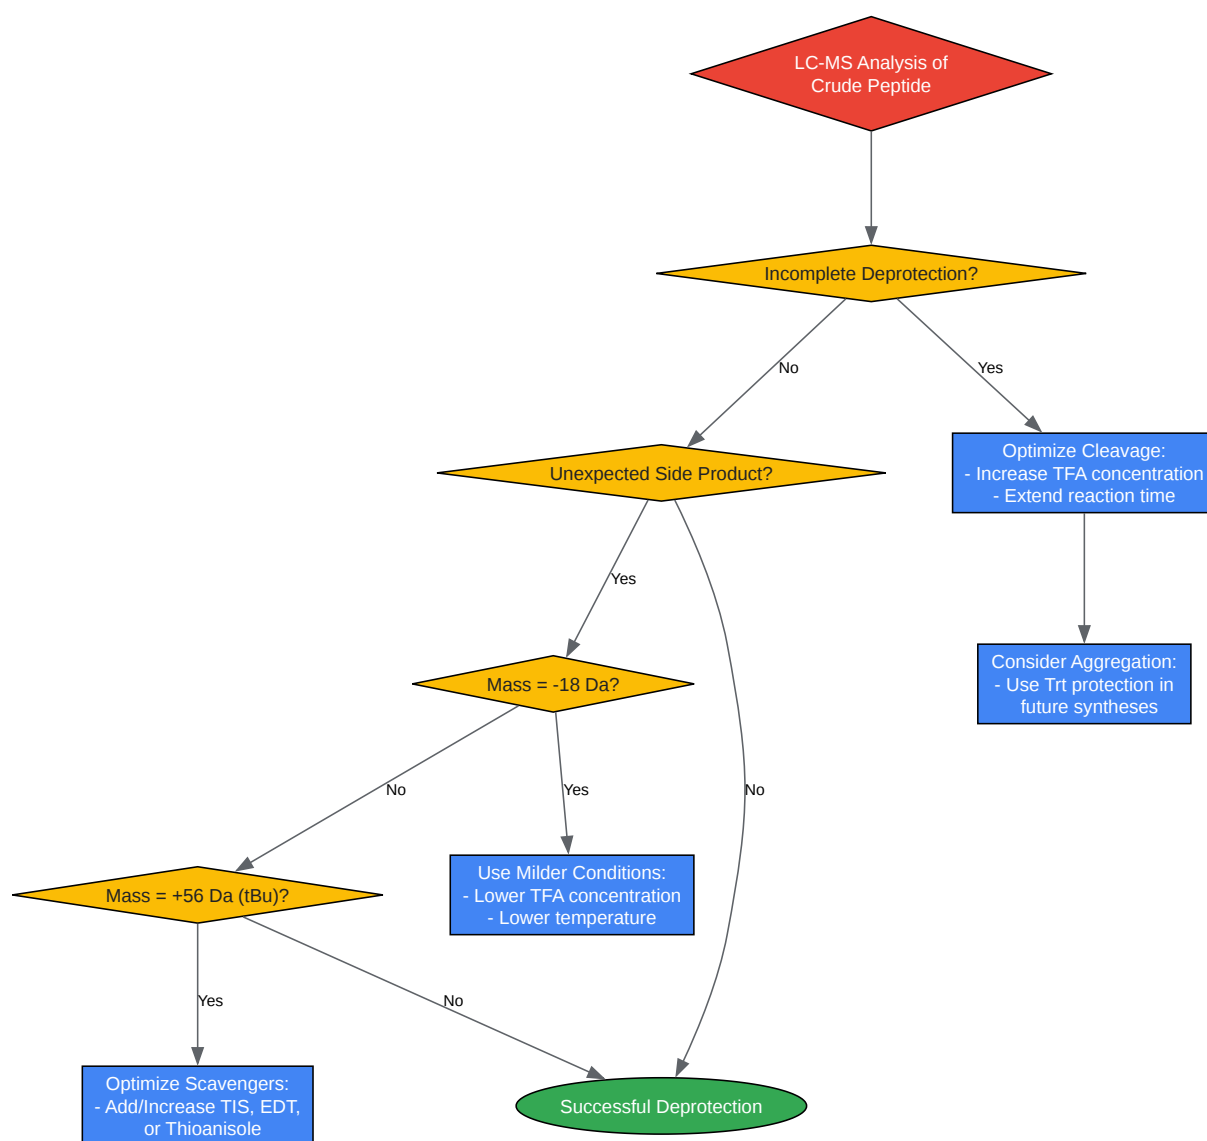 LC-MS Analysis of
Crude Peptide
Incomplete Deprotection?
No
Yes
Unexpected Side Product?
Optimize Cleavage:
- Increase TFA concentration
- Extend reaction time
Yes
No
Mass = -18 Da?
Consider Aggregation:
- Use Trt protection in
future syntheses
No
Yes
Mass = +56 Da (tBu)?
Use Milder Conditions:
- Lower TFA concentration
- Lower temperature
Yes
No
Optimize Scavengers:
- Add/Increase TIS, EDT,
or Thioanisole
Successful Deprotection